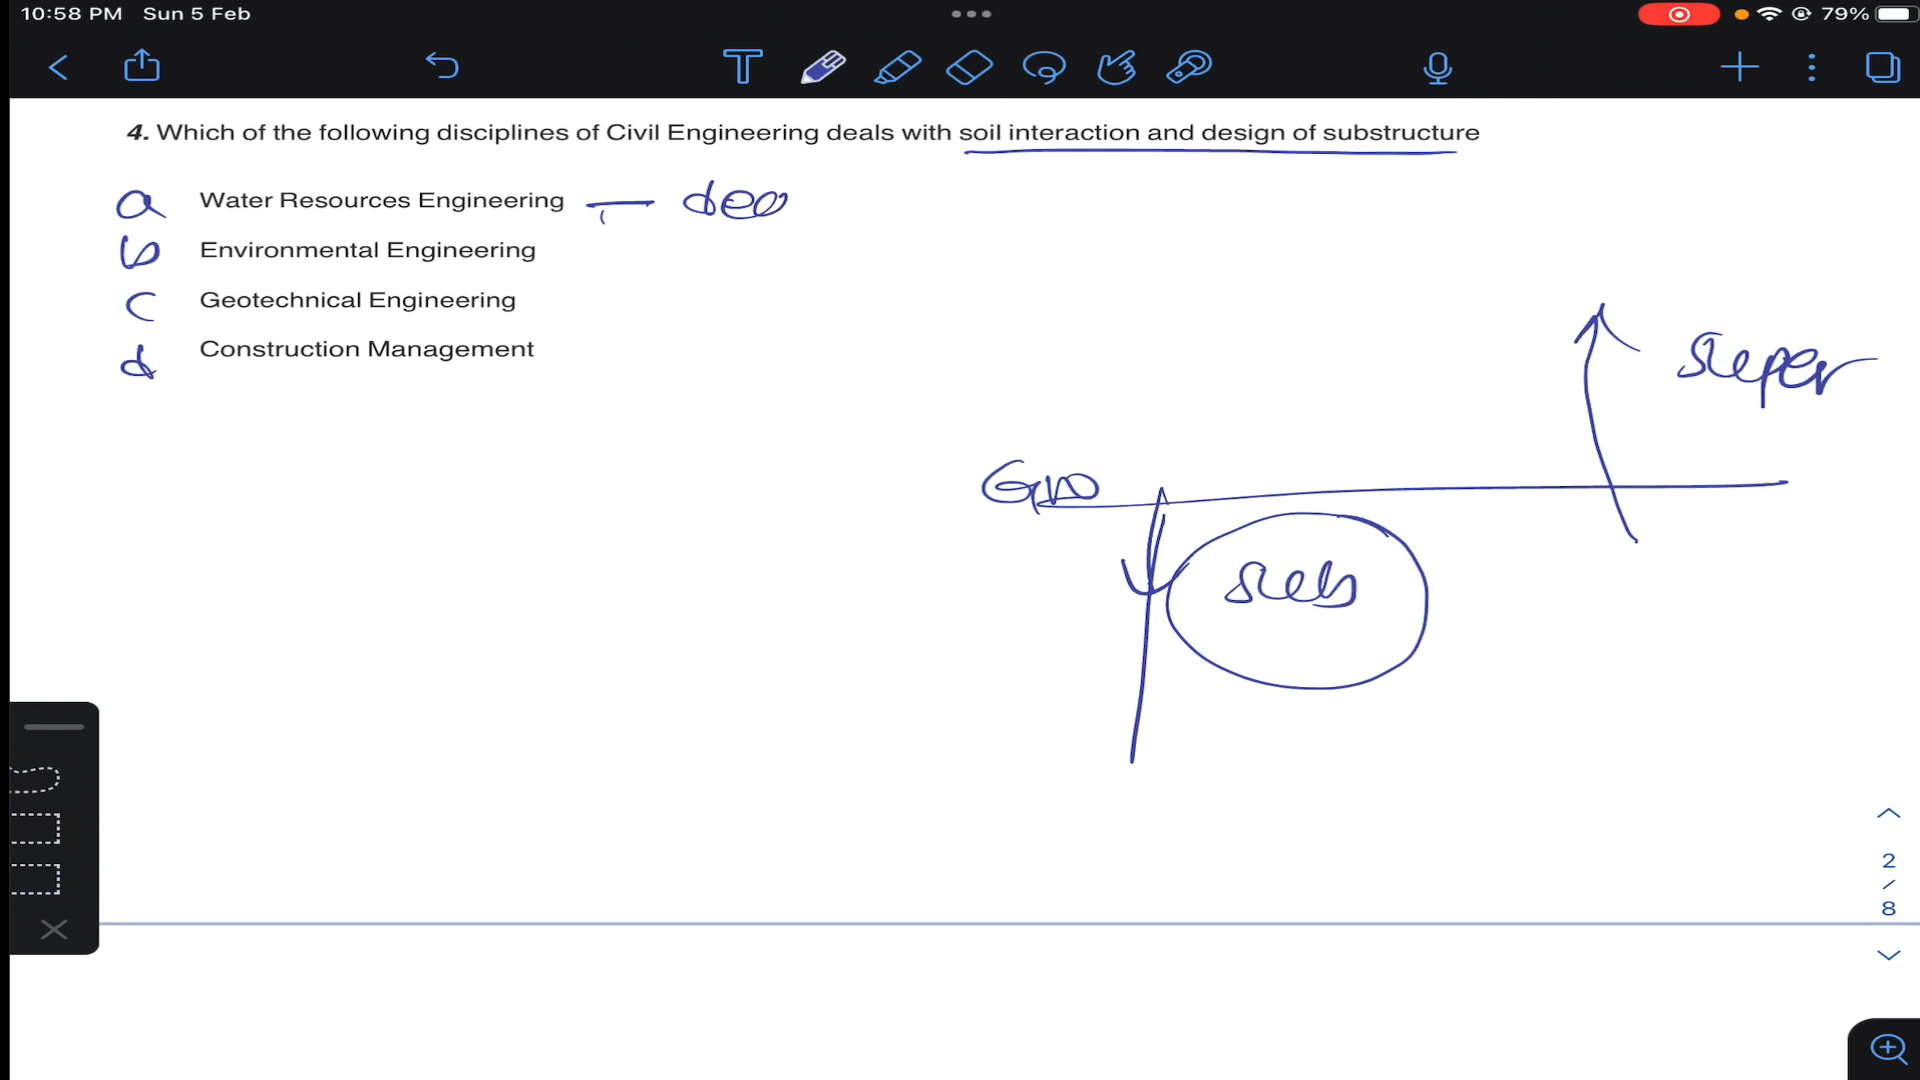 10:58 PM Sun 5 Feb
79%
4. Which of the following disciplines of Civil Engineering deals with soil interaction and design of substructure
a Water Resources Engineering —
b Environmental Engineering
c Geotechnical Engineering
d Construction Management
super
sub
2
/
8